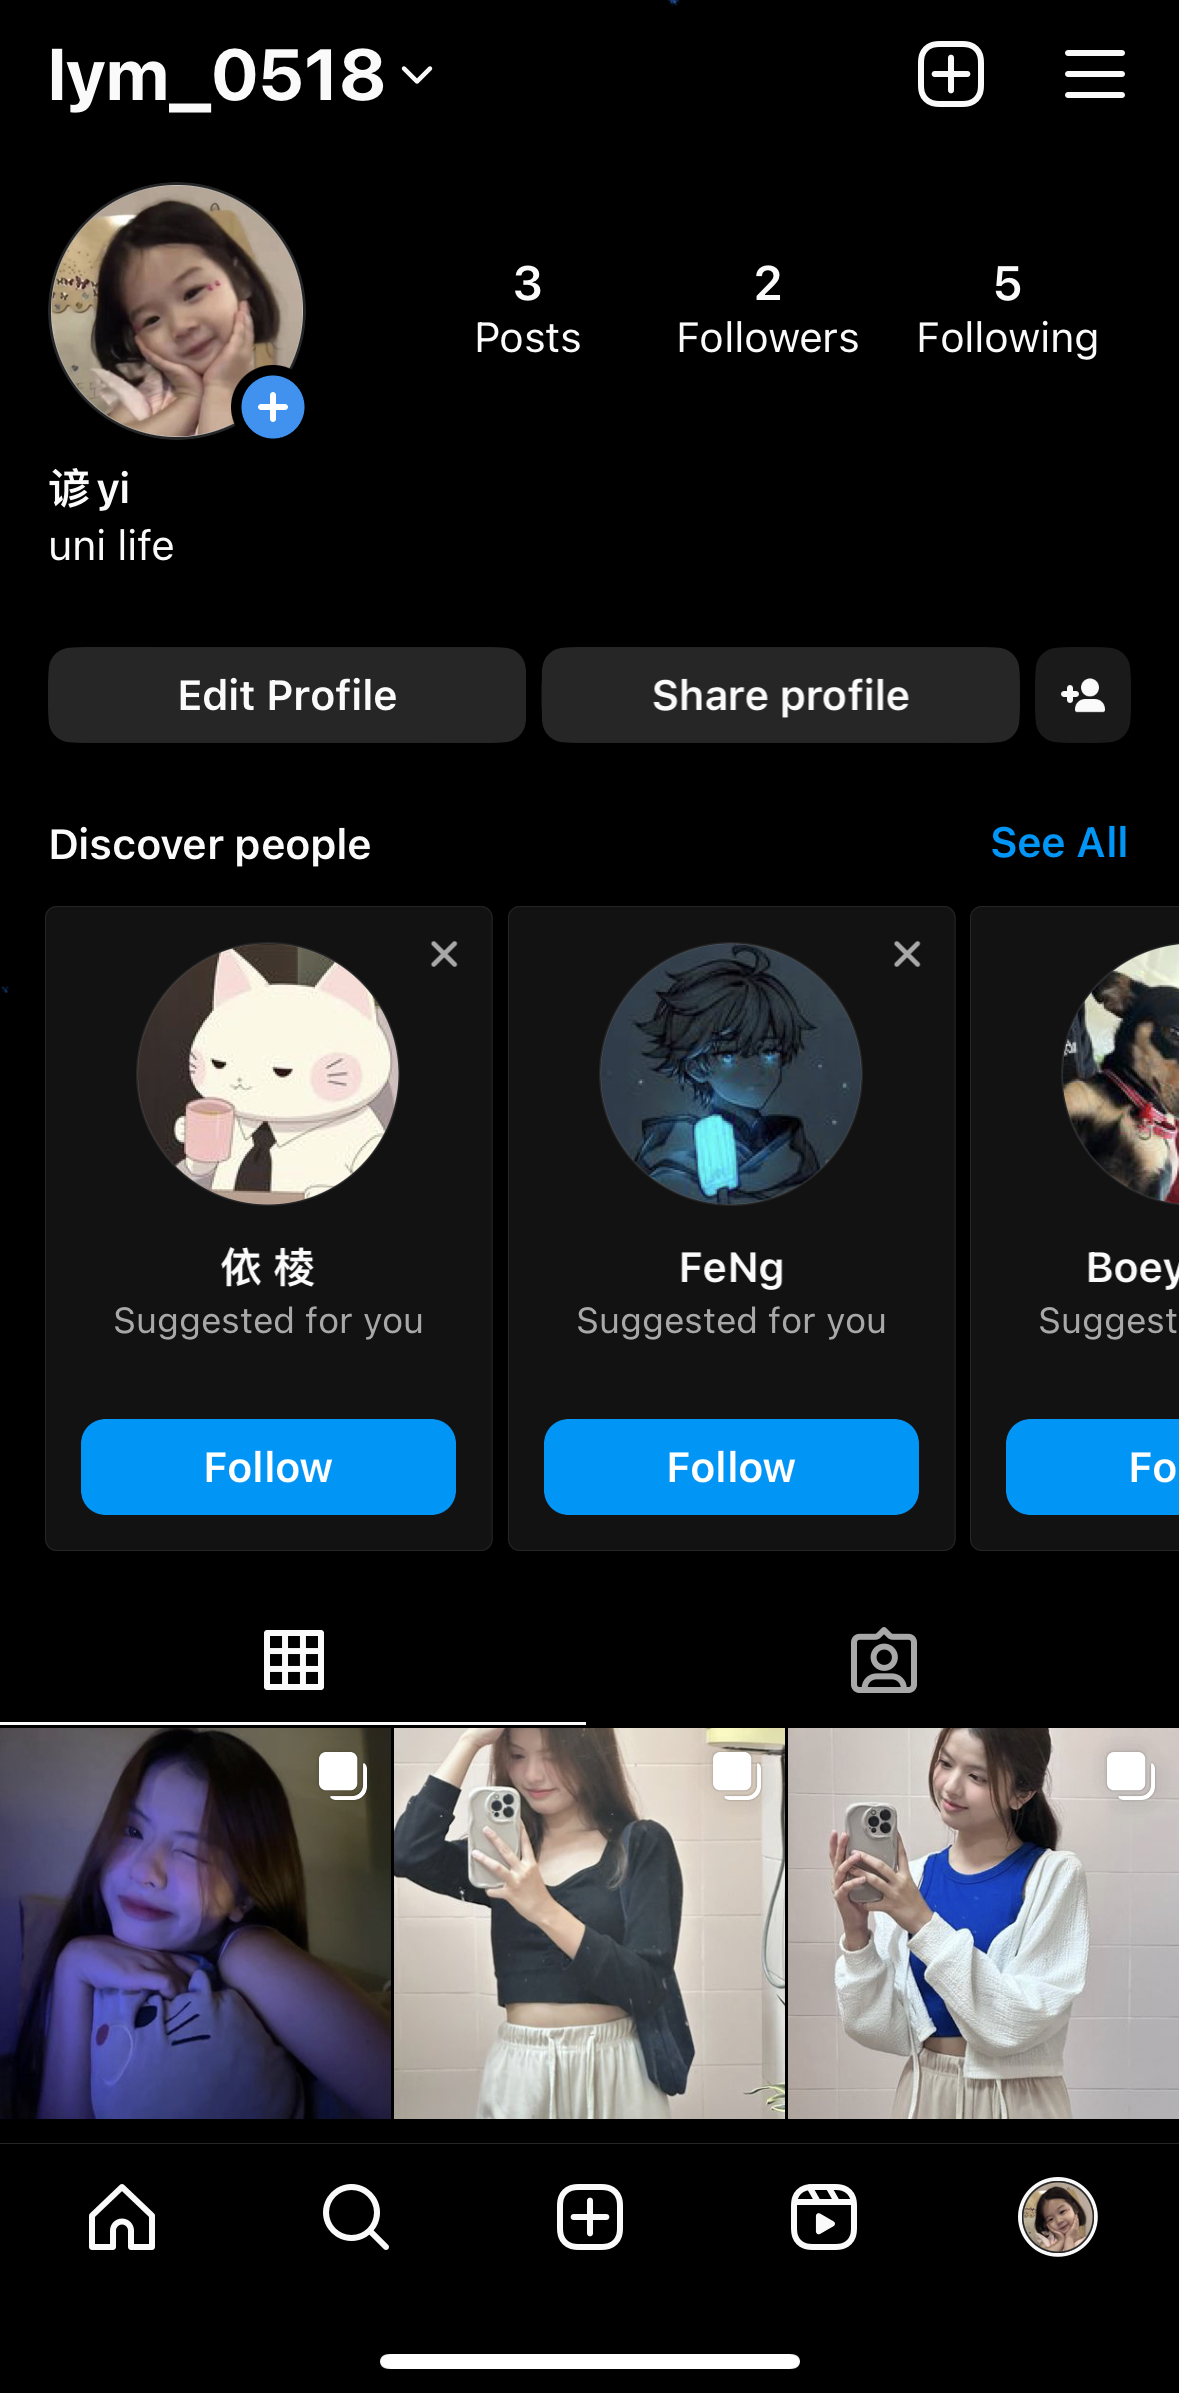 lym_0518
3
Posts
2
Followers
5
Following
谚 yi
uni life
Edit Profile
Share profile
Discover people
See All
依 棱
Suggested for you
Follow
FeNg
Suggested for you
Follow
Boey
Suggest
Fo